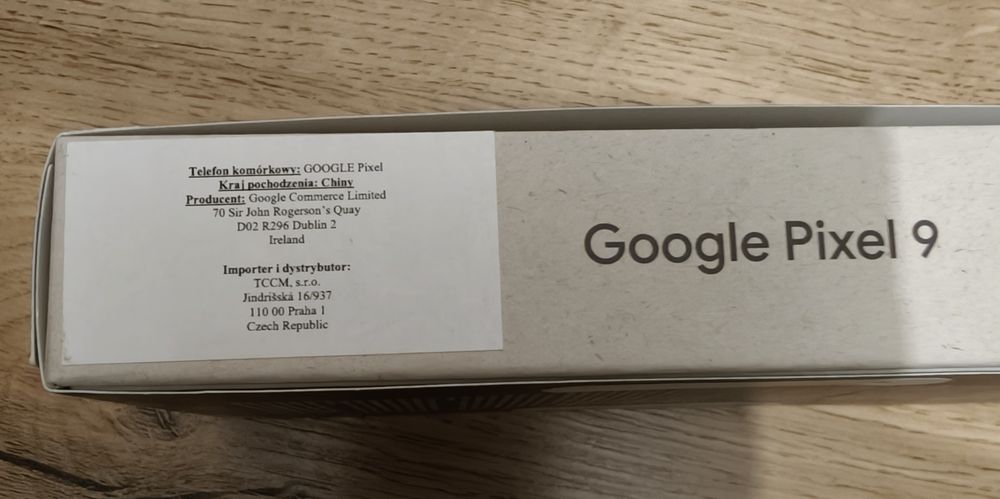 Telefon komórkowy: GOOGLE Pixel
Kraj pochodzenia: Chiny
Producent: Google Commerce Limited
70 Sir John Rogerson's Quay
D02 R296 Dublin 2
Ireland
Importer i dystrybutor:
TCCM, s.r.o.
Jindrišská 16/937
110 00 Praha 1
Czech Republic
Google Pixel 9